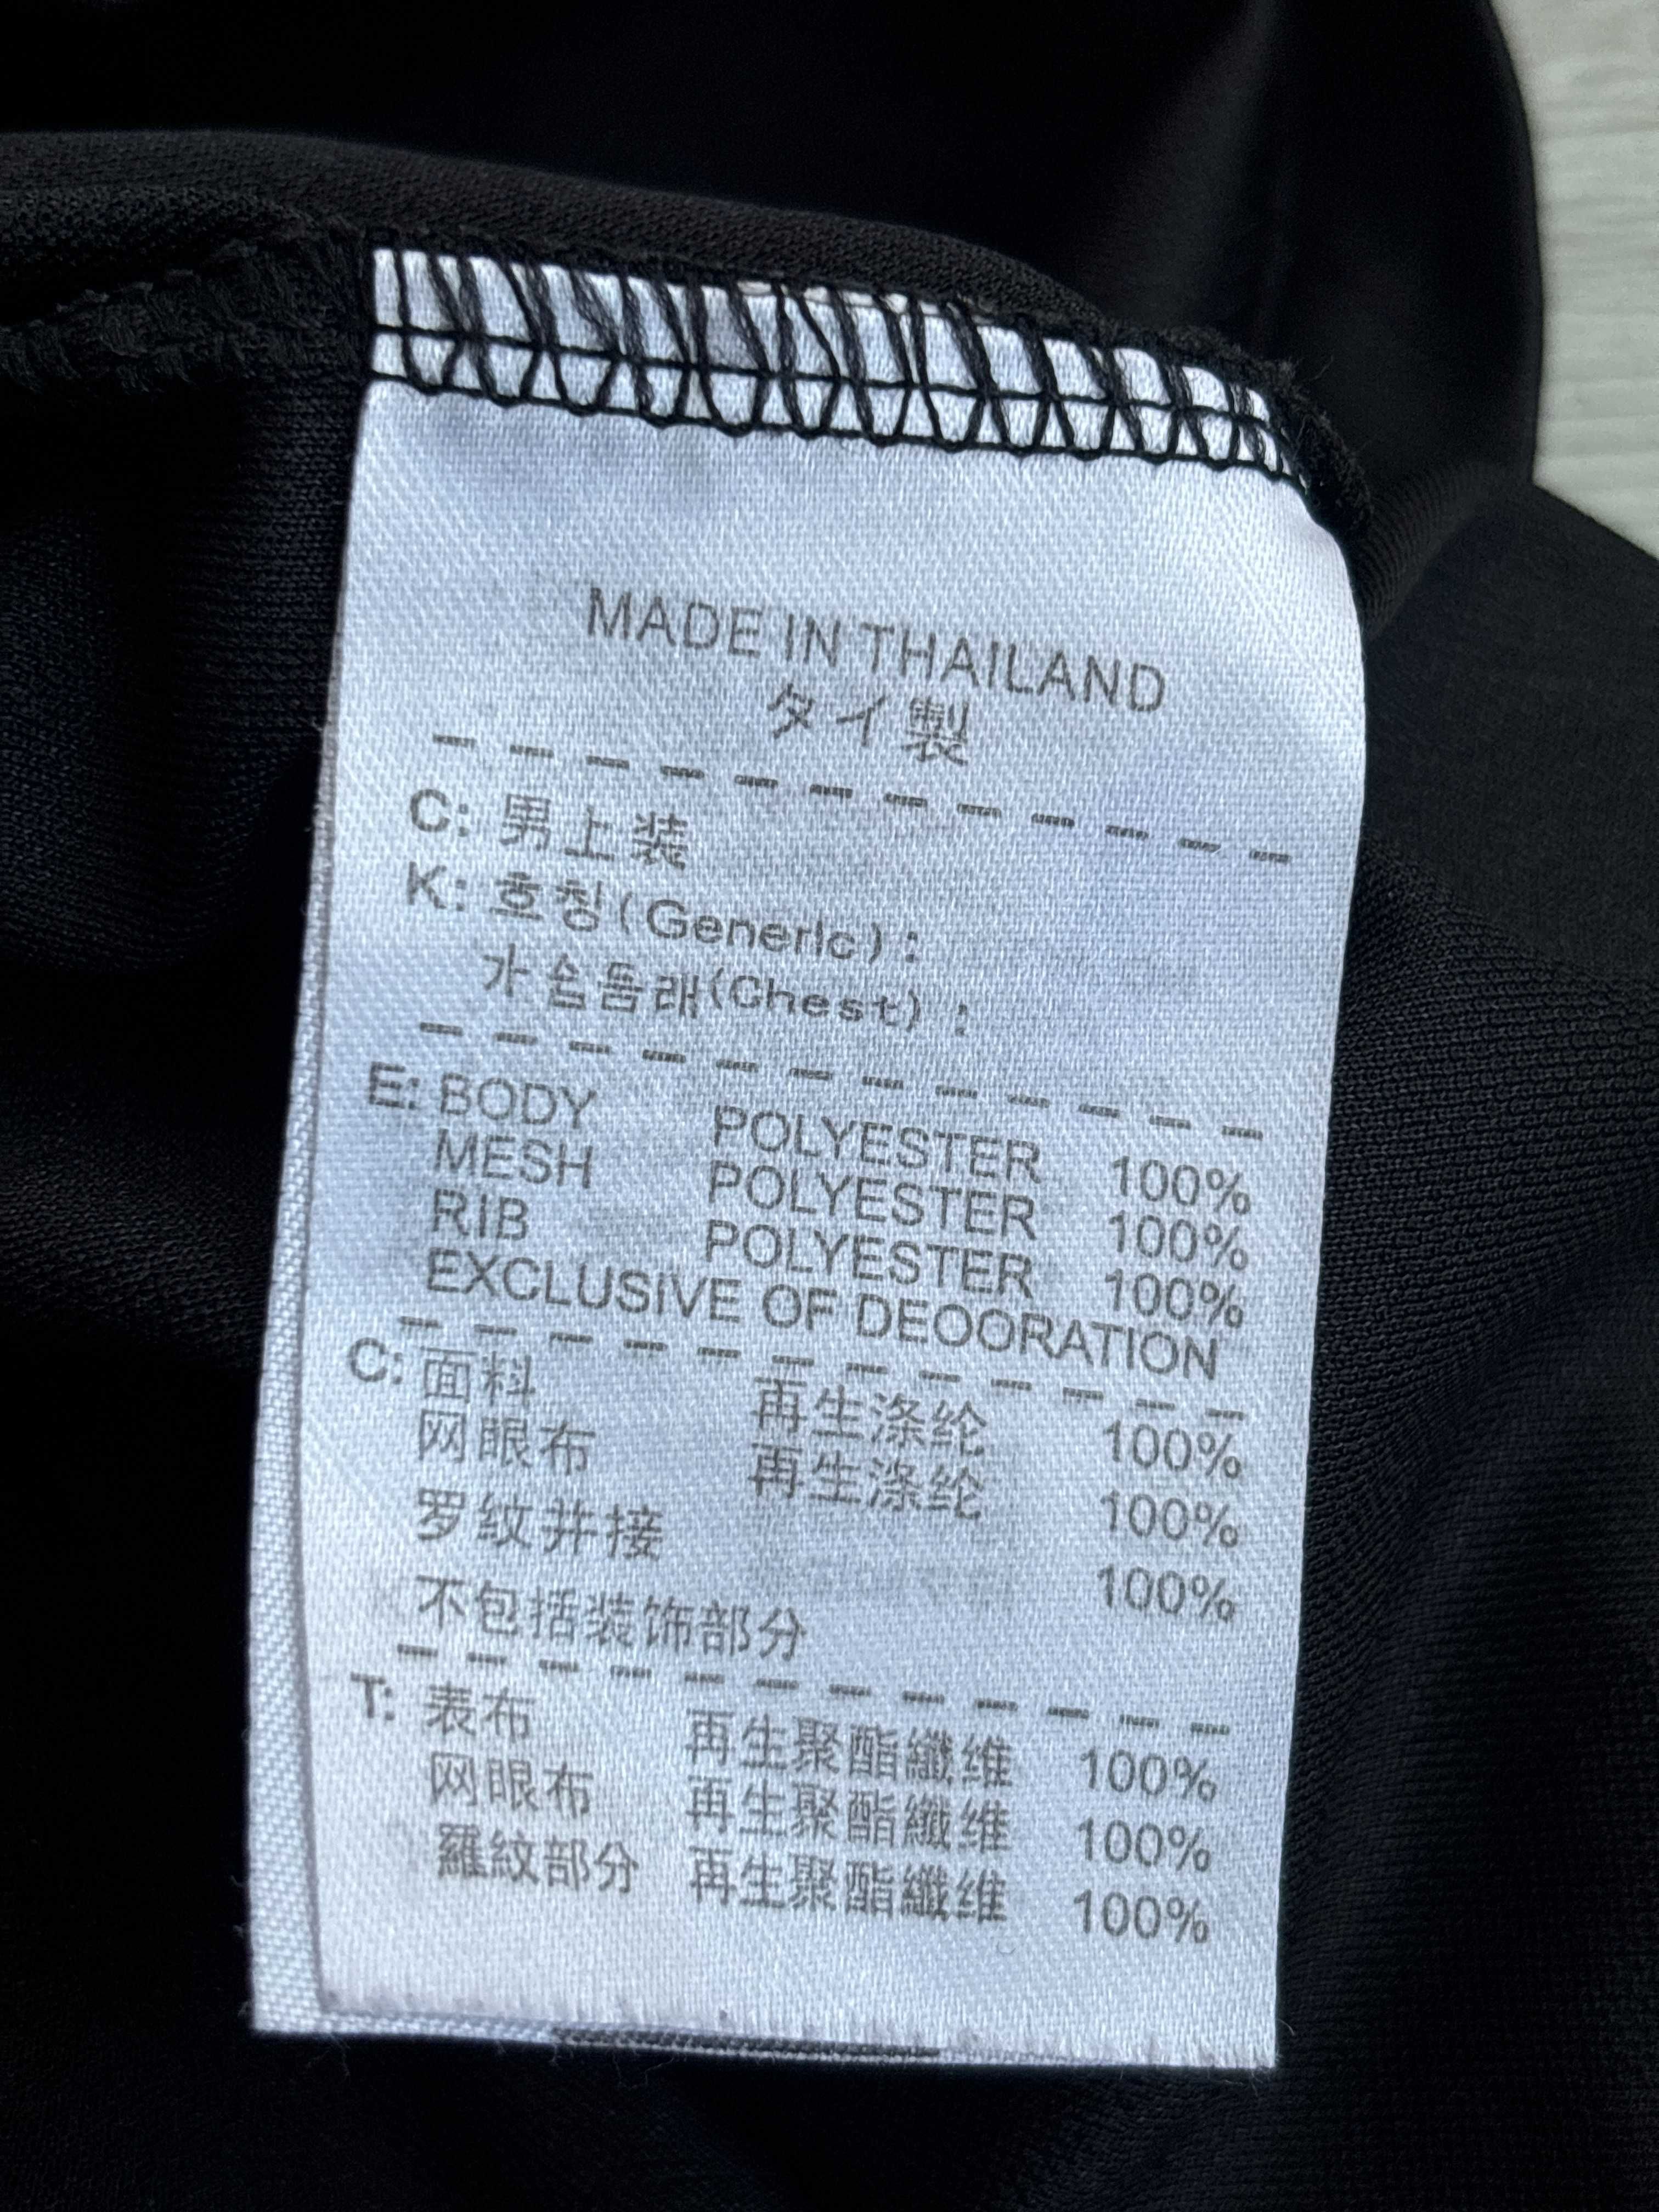 MADE IN THAILAND
タイ製
C: 男上装
K: 호칭(Generlc):
가슴둘래(Chest) :
E: BODY POLYESTER 100%
MESH POLYESTER 100%
RIB POLYESTER 100%
EXCLUSIVE OF DEOORATION
C: 面料 再生涤纶 100%
网眼布 再生涤纶 100%
罗纹并接 100%
不包括装饰部分
T: 表布 再生聚酯纖维 100%
网眼布 再生聚酯纖维 100%
羅紋部分 再生聚酯纖维 100%